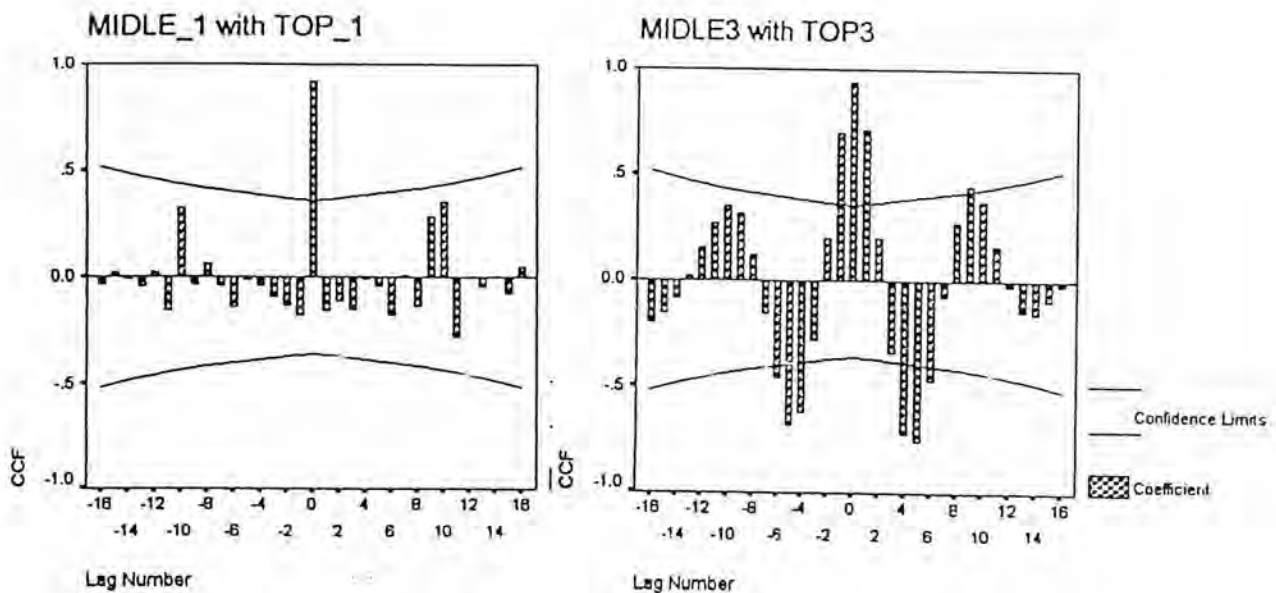 MIDLE_1 with TOP_1
1.0
.5
0.0
-.5
-1.0
CCF
-16 -12 -8 -4 0 4 8 12 18
-14 -10 -6 -2 2 6 10 14
Lag Number
MIDLE3 with TOP3
1.0
.5
0.0
-.5
-1.0
CCF
-16 -12 -8 -4 0 4 8 12 16
-14 -10 -6 -2 2 6 10 14
Lag Number
Confidence Limits
Coefficient